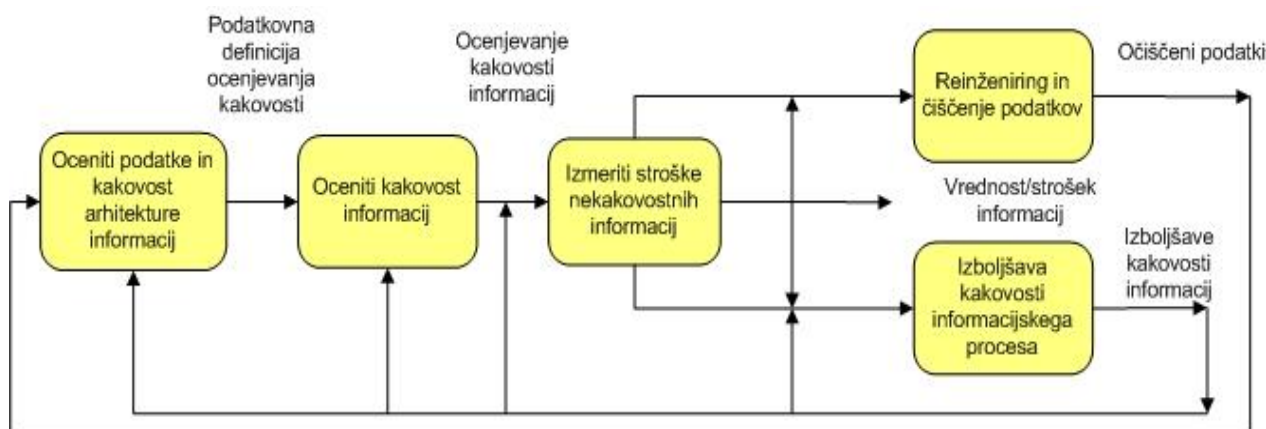 Podatkovna
definicija
ocenjevanja
kakovosti
Ocenjevanje
kakovosti
informacij
Očiščeni podatki
Reinženiring in
čiščenje podatkov
Oceniti podatke in
kakovost
arhitekture
informacij
Oceniti kakovost
informacij
Izmeriti stroške
nekakovostnih
informacij
Vrednost/strošek
informacij
Izboljšave
kakovosti
informacij
Izboljšava
kakovosti
informacijskega
procesa